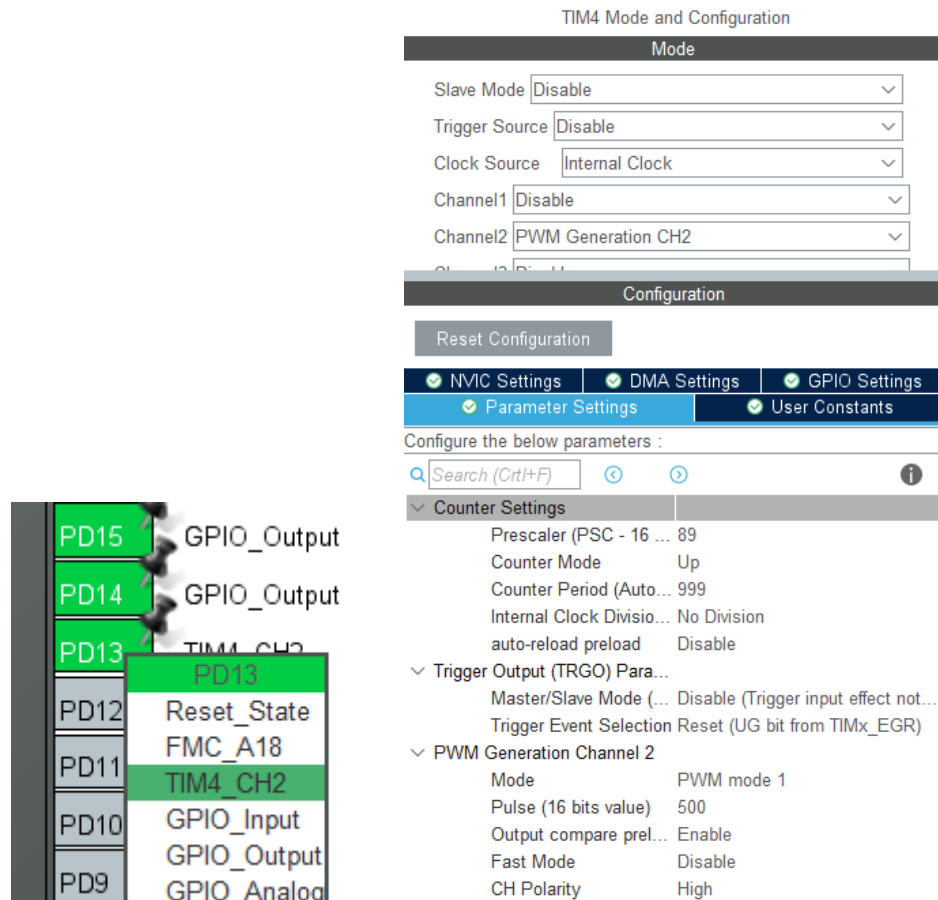 TIM4 Mode and Configuration
Mode
Slave Mode Disable
Trigger Source Disable
Clock Source Internal Clock
Channel1 Disable
Channel2 PWM Generation CH2
Configuration
Reset Configuration
NVIC Settings DMA Settings GPIO Settings
Parameter Settings User Constants
Configure the below parameters :
Search (Crtl+F)
Counter Settings
Prescaler (PSC - 16 ... 89
Counter Mode Up
Counter Period (Auto... 999
Internal Clock Divisio... No Division
auto-reload preload Disable
Trigger Output (TRGO) Para...
Master/Slave Mode (... Disable (Trigger input effect not...
Trigger Event Selection Reset (UG bit from TIMx_EGR)
PWM Generation Channel 2
Mode PWM mode 1
Pulse (16 bits value) 500
Output compare prel... Enable
Fast Mode Disable
CH Polarity High
PD15 GPIO_Output
PD14 GPIO_Output
PD13 TIM4_CH2
PD12
PD11
PD10
PD9
PD13
Reset_State
FMC_A18
TIM4_CH2
GPIO_Input
GPIO_Output
GPIO_Analog